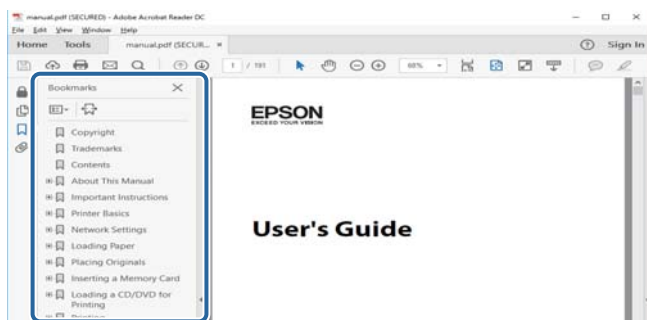 manual.pdf (SECURED) - Adobe Acrobat Reader DC
File Edit View Window Help
Home Tools manual.pdf (SECUR... × Sign In
1 / 191 68%
Bookmarks
Copyright
Trademarks
Contents
About This Manual
Important Instructions
Printer Basics
Network Settings
Loading Paper
Placing Originals
Inserting a Memory Card
Loading a CD/DVD for
Printing
Printing
EPSON
EXCEED YOUR VISION
User's Guide